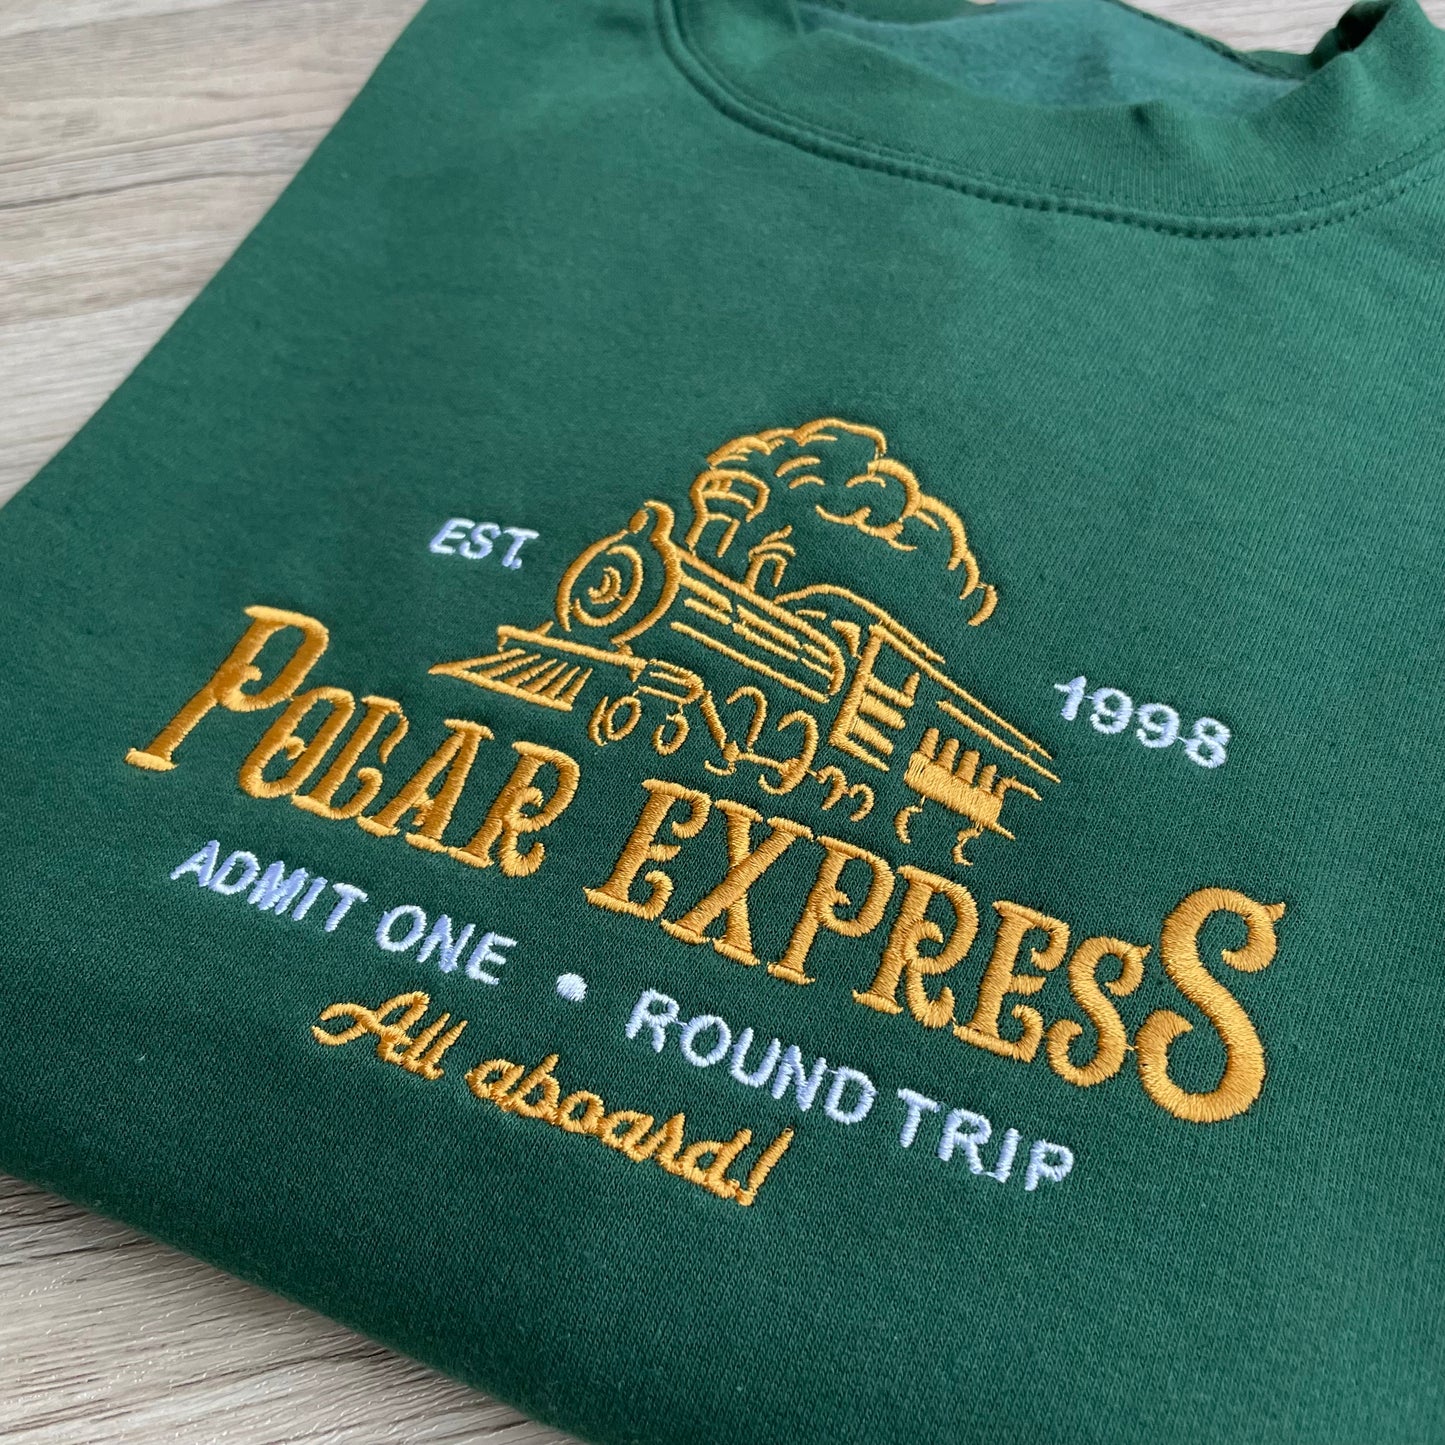 EST. 1998
POLAR EXPRESS
ADMIT ONE • ROUND TRIP
All aboard!